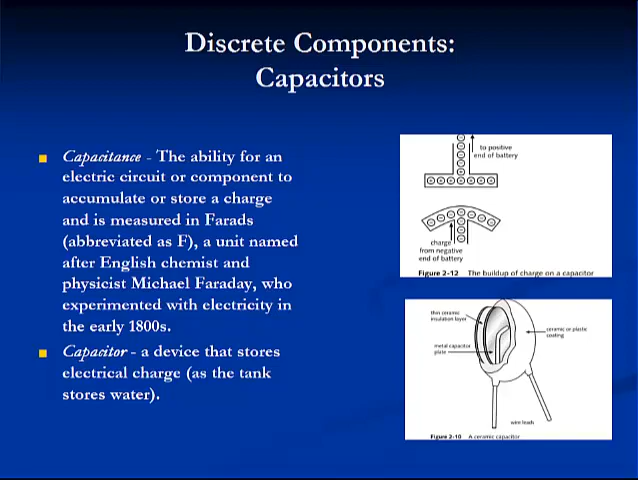 Discrete Components:
Capacitors
Capacitance - The ability for an
electric circuit or component to
accumulate or store a charge
and is measured in Farads
(abbreviated as F), a unit named
after English chemist and
physicist Michael Faraday, who
experimented with electricity in
the early 1800s.
Capacitor - a device that stores
electrical charge (as the tank
stores water).
to positive
end of battery
charge
from negative
end of battery
Figure 2-12 The buildup of charge on a capacitor
thin ceramic
insulation layer
ceramic or plastic
coating
metal capacitor
plate
wire leads
Figure 2-10 A ceramic capacitor